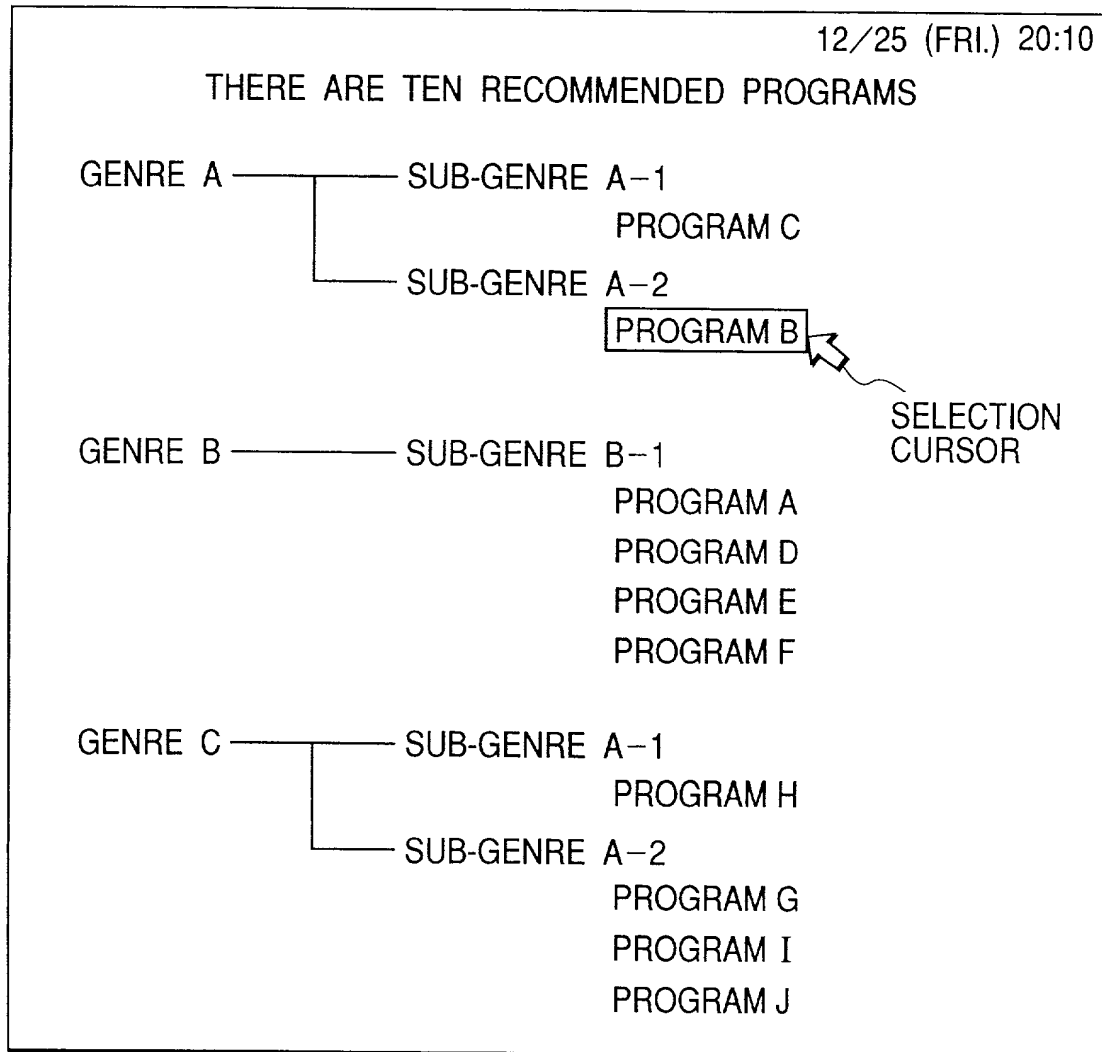 12/25 (FRI.) 20:10
THERE ARE TEN RECOMMENDED PROGRAMS
GENRE A SUB-GENRE A-1
PROGRAM C
SUB-GENRE A-2
PROGRAM B
SELECTION
CURSOR
GENRE B SUB-GENRE B-1
PROGRAM A
PROGRAM D
PROGRAM E
PROGRAM F
GENRE C SUB-GENRE A-1
PROGRAM H
SUB-GENRE A-2
PROGRAM G
PROGRAM I
PROGRAM J